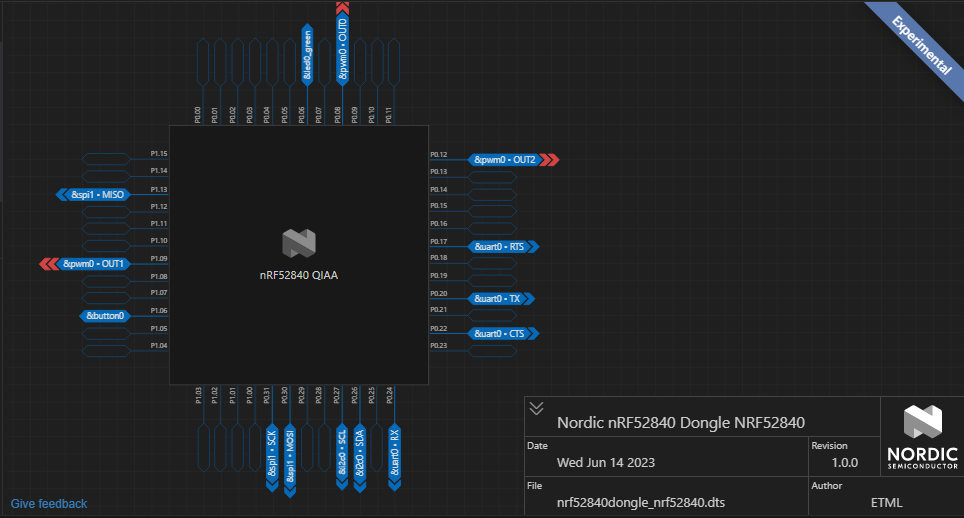 Experimental
&led0_green
&pwm0 • OUT0
P0.00
P0.01
P0.02
P0.03
P0.04
P0.05
P0.06
P0.07
P0.08
P0.09
P0.10
P0.11
P1.15
P1.14
&spi1 • MISO P1.13
P1.12
P1.11
P1.10
&pwm0 • OUT1 P1.09
P1.08
P1.07
&button0 P1.06
P1.05
P1.04
nRF52840 QIAA
P0.12 &pwm0 • OUT2
P0.13
P0.14
P0.15
P0.16
P0.17 &uart0 • RTS
P0.18
P0.19
P0.20 &uart0 • TX
P0.21
P0.22 &uart0 • CTS
P0.23
P1.03
P1.02
P1.01
P1.00
P0.31
P0.30
P0.29
P0.28
P0.27
P0.26
P0.25
P0.24
&spi1 • SCK
&spi1 • MOSI
&i2c0 • SCL
&i2c0 • SDA
&uart0 • RX
Nordic nRF52840 Dongle NRF52840
Date
Wed Jun 14 2023
Revision
1.0.0
File
nrf52840dongle_nrf52840.dts
Author
ETML
NORDIC
SEMICONDUCTOR
Give feedback